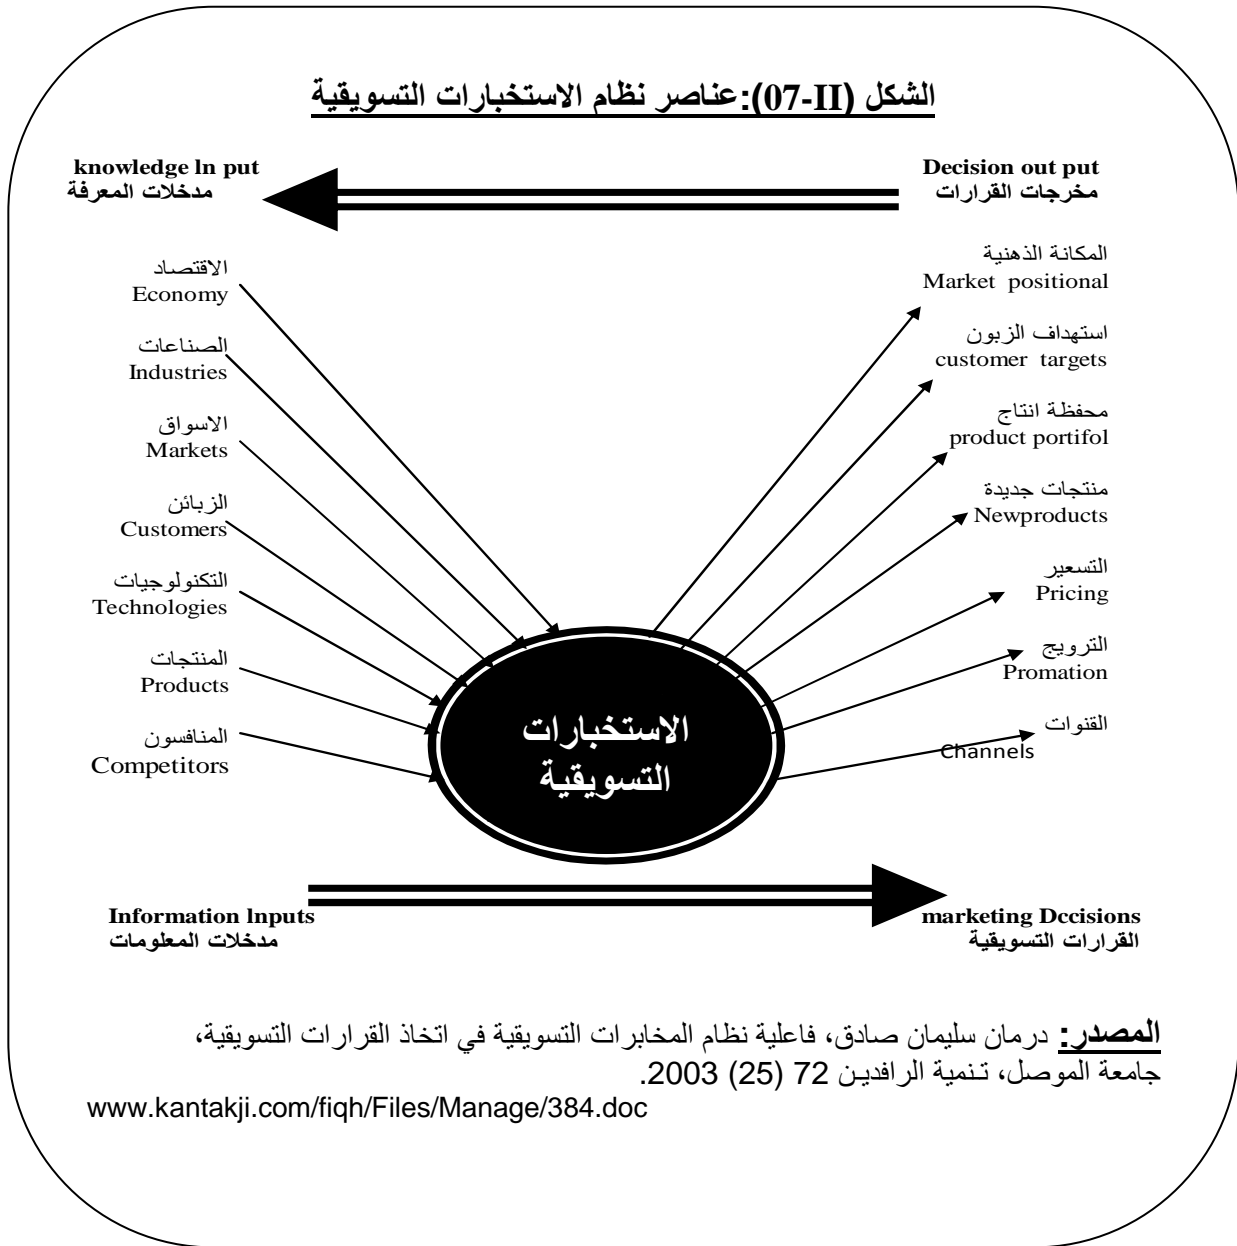 الشكل (07-II):عناصر نظام الاستخبارات التسويقية
knowledge ln put
مدخلات المعرفة
Decision out put
مخرجات القرارات
الاقتصاد
Economy
الصناعات
Industries
الاسواق
Markets
الزبائن
Customers
التكنولوجيات
Technologies
المنتجات
Products
المنافسون
Competitors
المكانة الذهنية
Market positional
استهداف الزبون
customer targets
محفظة انتاج
product portifol
منتجات جديدة
Newproducts
التسعير
Pricing
الترويج
Promation
القنوات
Channels
الاستخبارات
التسويقية
Information lnputs
مدخلات المعلومات
marketing Dccisions
القرارات التسويقية
المصدر: درمان سليمان صادق، فاعلية نظام المخابرات التسويقية في اتخاذ القرارات التسويقية،
جامعة الموصل، تنمية الرافدين 72 (25) 2003.
www.kantakji.com/fiqh/Files/Manage/384.doc